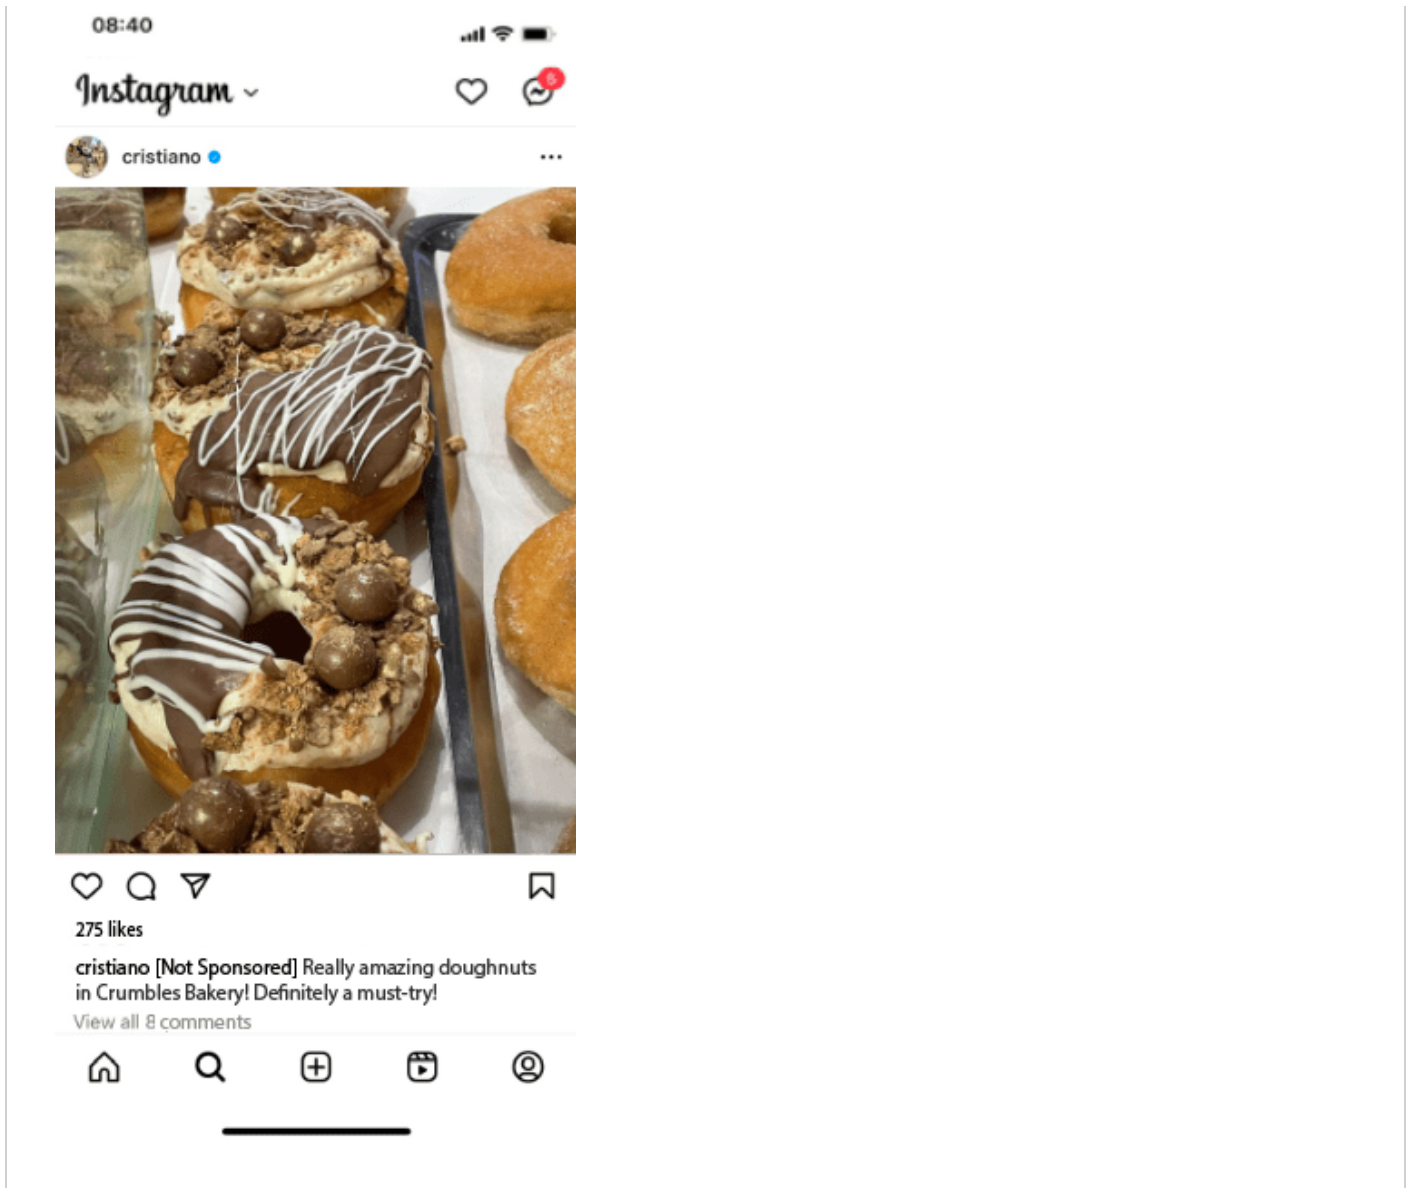 08:40
Instagram
6
cristiano
275 likes
cristiano [Not Sponsored] Really amazing doughnuts
in Crumbles Bakery! Definitely a must-try!
View all 8 comments